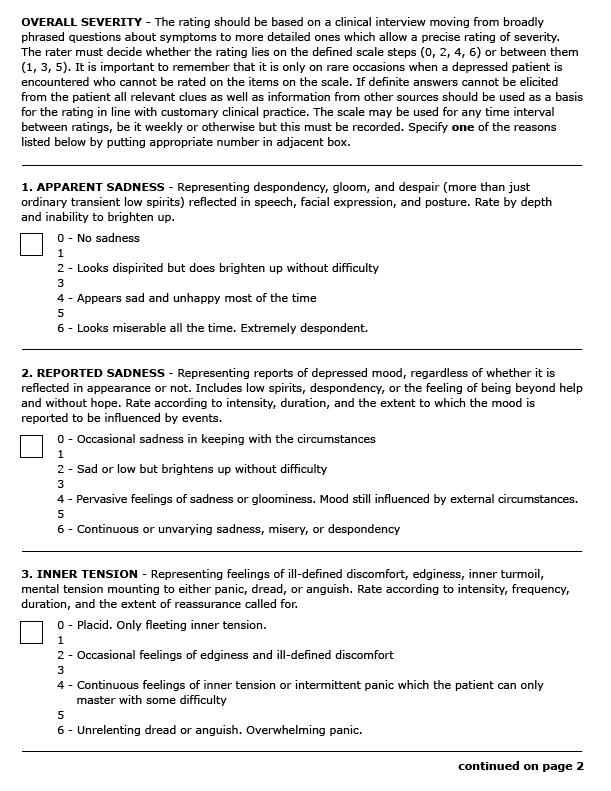 OVERALL SEVERITY - The rating should be based on a clinical interview moving from broadly
phrased questions about symptoms to more detailed ones which allow a precise rating of severity.
The rater must decide whether the rating lies on the defined scale steps (0, 2, 4, 6) or between them
(1, 3, 5). It is important to remember that it is only on rare occasions when a depressed patient is
encountered who cannot be rated on the items on the scale. If definite answers cannot be elicited
from the patient all relevant clues as well as information from other sources should be used as a basis
for the rating in line with customary clinical practice. The scale may be used for any time interval
between ratings, be it weekly or otherwise but this must be recorded. Specify one of the reasons
listed below by putting appropriate number in adjacent box.
1. APPARENT SADNESS - Representing despondency, gloom, and despair (more than just
ordinary transient low spirits) reflected in speech, facial expression, and posture. Rate by depth
and inability to brighten up.
0 - No sadness
1
2 - Looks dispirited but does brighten up without difficulty
3
4 - Appears sad and unhappy most of the time
5
6 - Looks miserable all the time. Extremely despondent.
2. REPORTED SADNESS - Representing reports of depressed mood, regardless of whether it is
reflected in appearance or not. Includes low spirits, despondency, or the feeling of being beyond help
and without hope. Rate according to intensity, duration, and the extent to which the mood is
reported to be influenced by events.
0 - Occasional sadness in keeping with the circumstances
1
2 - Sad or low but brightens up without difficulty
3
4 - Pervasive feelings of sadness or gloominess. Mood still influenced by external circumstances.
5
6 - Continuous or unvarying sadness, misery, or despondency
3. INNER TENSION - Representing feelings of ill-defined discomfort, edginess, inner turmoil,
mental tension mounting to either panic, dread, or anguish. Rate according to intensity, frequency,
duration, and the extent of reassurance called for.
0 - Placid. Only fleeting inner tension.
1
2 - Occasional feelings of edginess and ill-defined discomfort
3
4 - Continuous feelings of inner tension or intermittent panic which the patient can only
master with some difficulty
5
6 - Unrelenting dread or anguish. Overwhelming panic.
continued on page 2